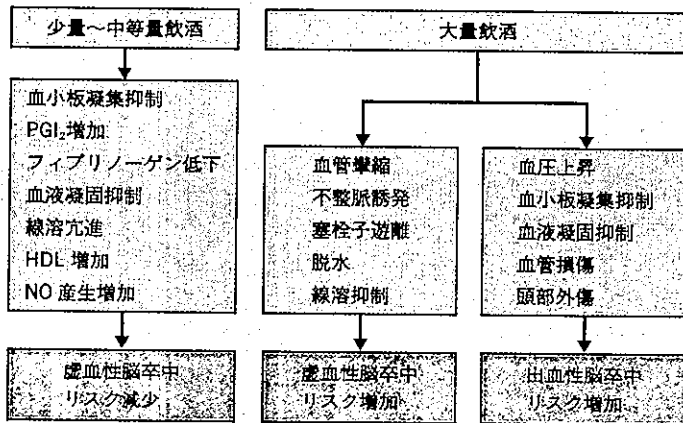 少量～中等量飲酒
血小板凝集抑制
PGI₂増加
フィブリノーゲン低下
血液凝固抑制
線溶亢進
HDL 増加
NO 産生増加
虚血性脳卒中
リスク減少
大量飲酒
血管攣縮
不整脈誘発
塞栓子遊離
脱水
線溶抑制
虚血性脳卒中
リスク増加
血圧上昇
血小板凝集抑制
血液凝固抑制
血管損傷
頭部外傷
出血性脳卒中
リスク増加